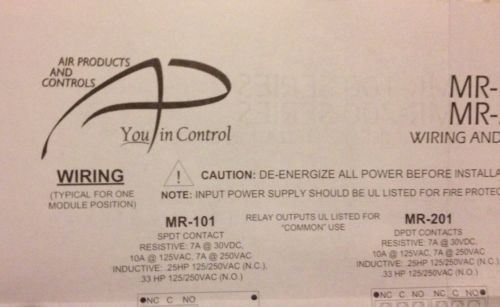 AIR PRODUCTS
AND
CONTROLS
AP
You in Control
MR-
MR-
WIRING AND
WIRING
(TYPICAL FOR ONE
MODULE POSITION)
! CAUTION: DE-ENERGIZE ALL POWER BEFORE INSTALLA
NOTE: INPUT POWER SUPPLY SHOULD BE UL LISTED FOR FIRE PROTEC
MR-101
SPDT CONTACT
RESISTIVE: 7A @ 30VDC,
10A @ 125VAC, 7A @ 250VAC
INDUCTIVE: .25HP 125/250VAC (N.C.),
.33 HP 125/250VAC (N.O.)
RELAY OUTPUTS UL LISTED FOR
"COMMON" USE
MR-201
DPDT CONTACTS
RESISTIVE: 7A @ 30VDC,
10A @ 125VAC, 7A @ 250VAC
INDUCTIVE: .25HP 125/250VAC (N.C.),
.33 HP 125/250VAC (N.O.)
NC C NO
NC C NO